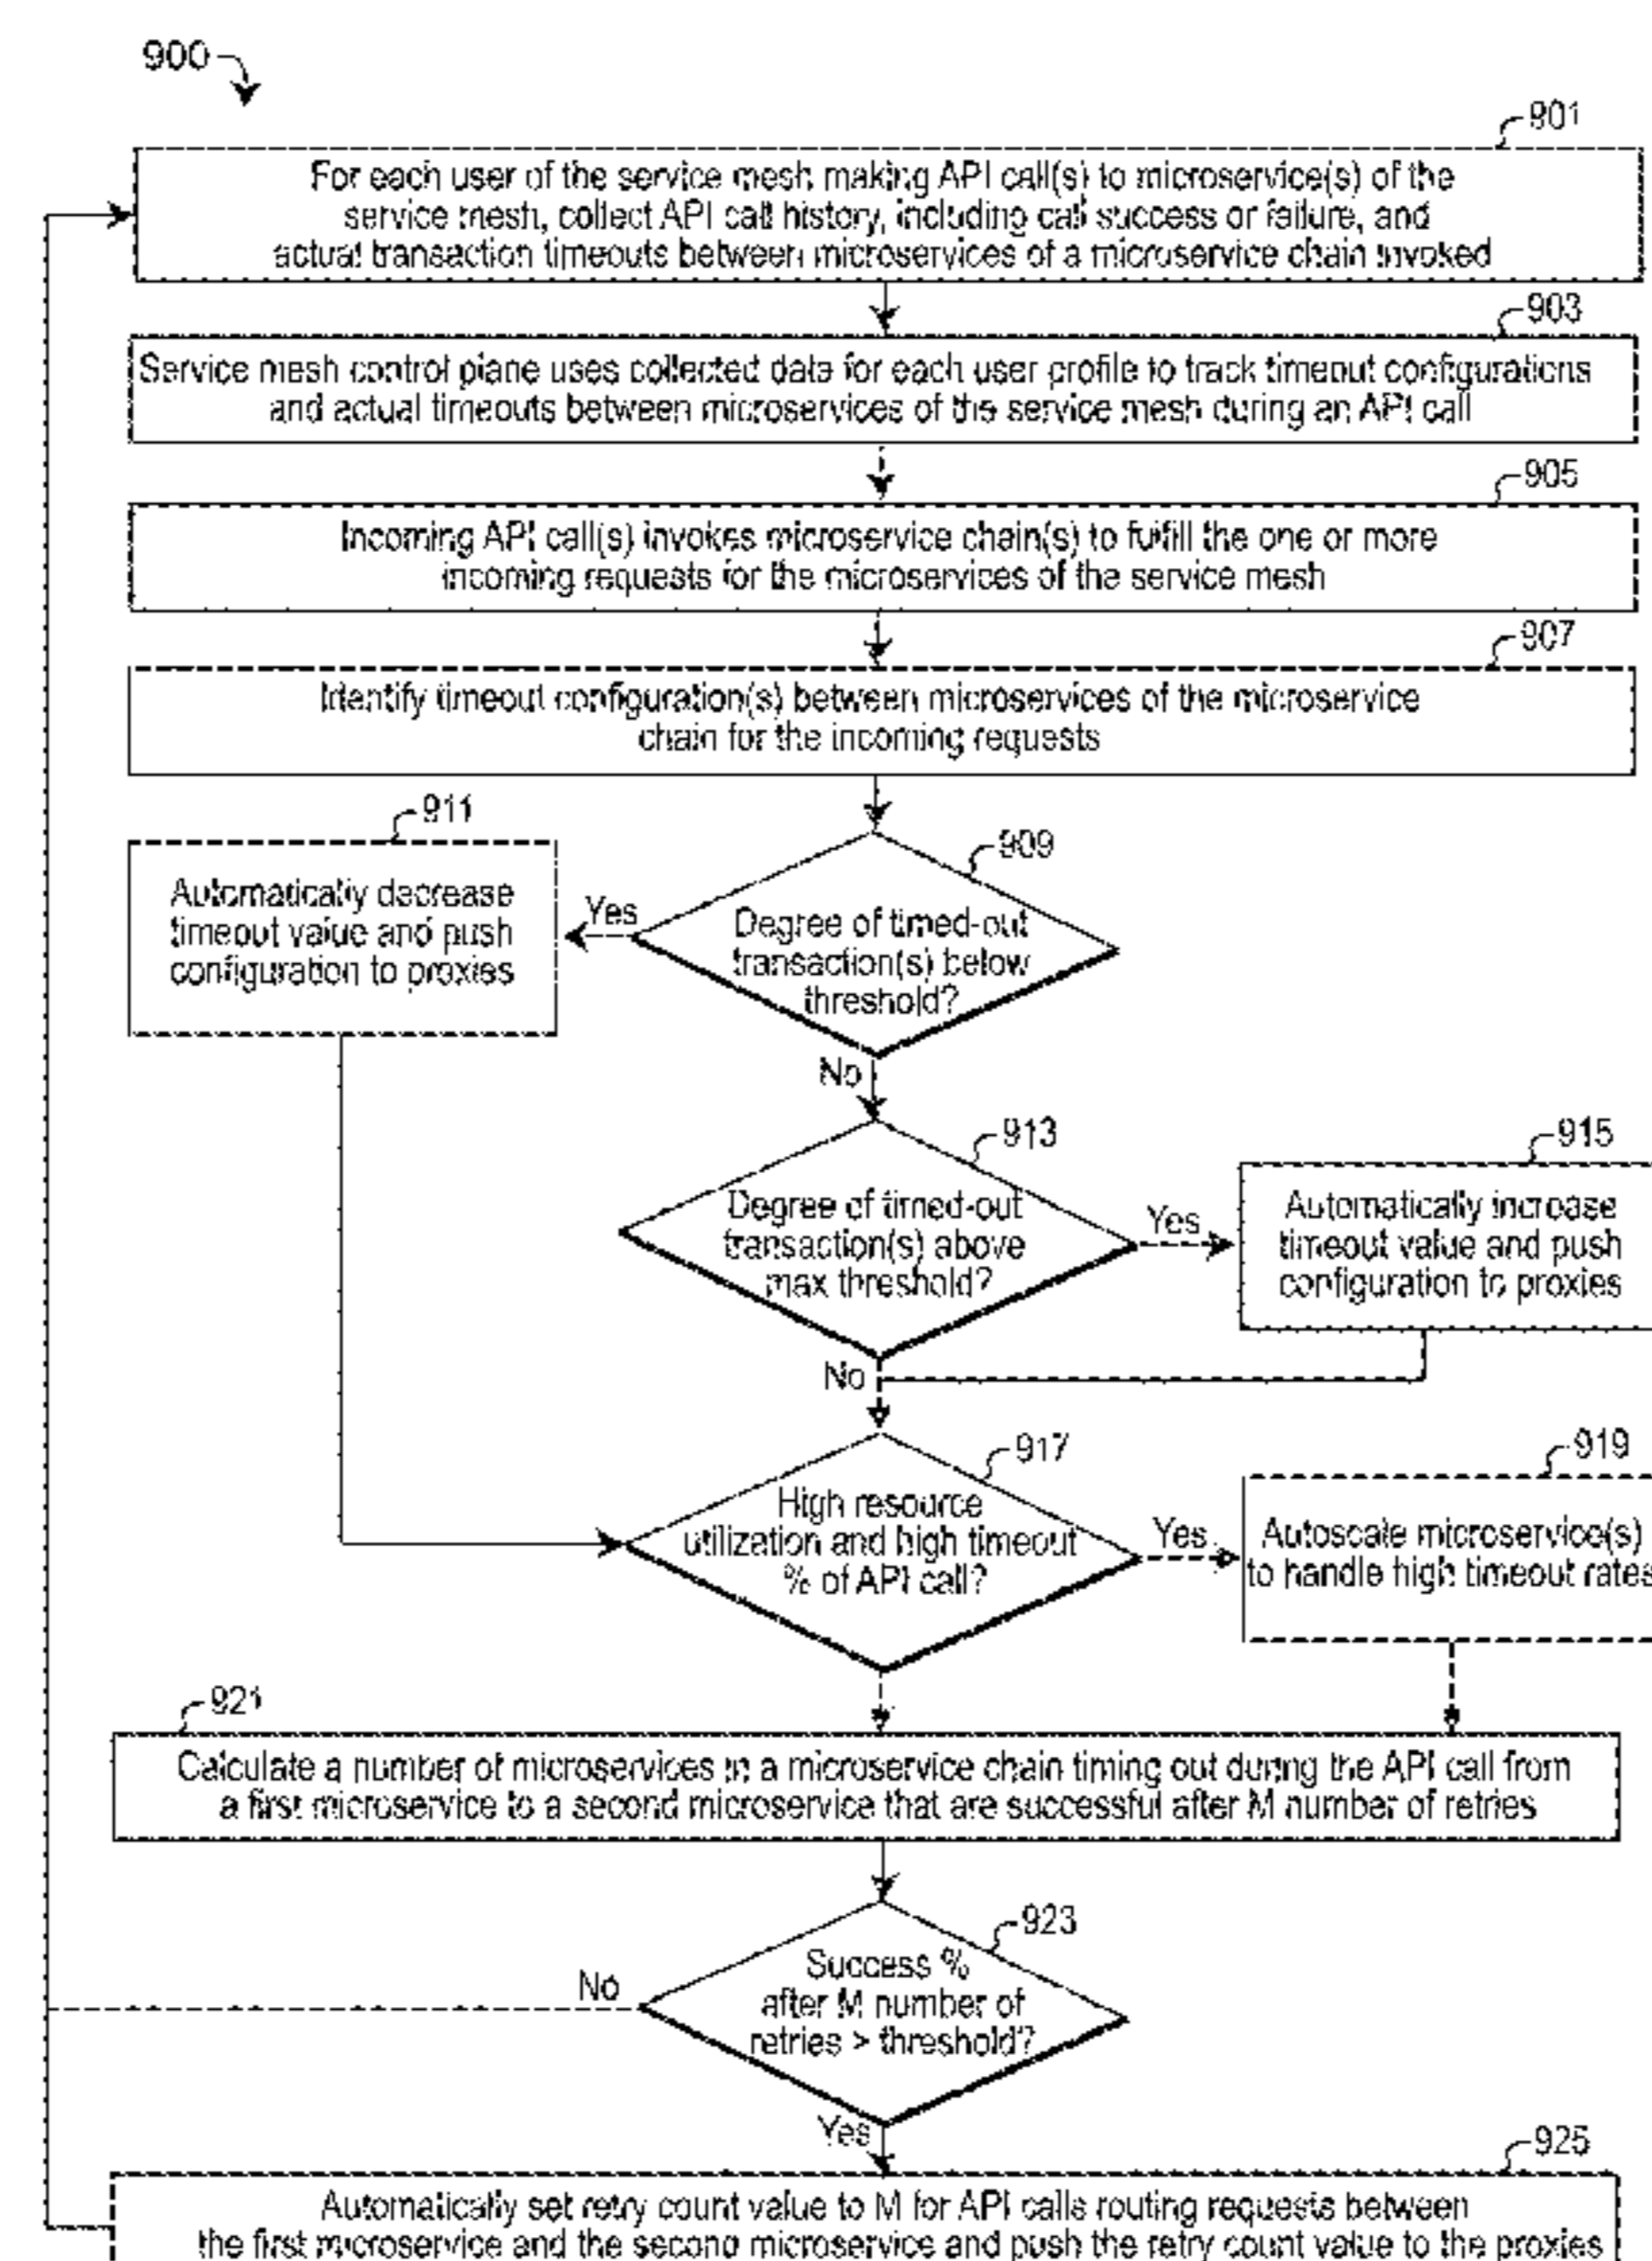 900
901
For each user of the service mesh making API call(s) to microservice(s) of the
service mesh, collect API call history, including call success or failure, and
actual transaction timeouts between microservices of a microservice chain invoked
903
Service mesh control plane uses collected data for each user profile to track timeout configurations
and actual timeouts between microservices of the service mesh during an API call
905
Incoming API call(s) invokes microservice chain(s) to fulfill the one or more
incoming requests for the microservices of the service mesh
907
Identify timeout configuration(s) between microservices of the microservice
chain for the incoming requests
911
Automatically decrease
timeout value and push
configuration to proxies
Yes
909
Degree of timed-out
transaction(s) below
threshold?
No
913
Degree of timed-out
transaction(s) above
max threshold?
Yes
915
Automatically increase
timeout value and push
configuration to proxies
No
917
High resource
utilization and high timeout
% of API call?
Yes
919
Autoscale microservice(s)
to handle high timeout rates
921
Calculate a number of microservices in a microservice chain timing out during the API call from
a first microservice to a second microservice that are successful after M number of retries
923
Success %
after M number of
retries > threshold?
No
Yes
925
Automatically set retry count value to M for API calls routing requests between
the first microservice and the second microservice and push the retry count value to the proxies